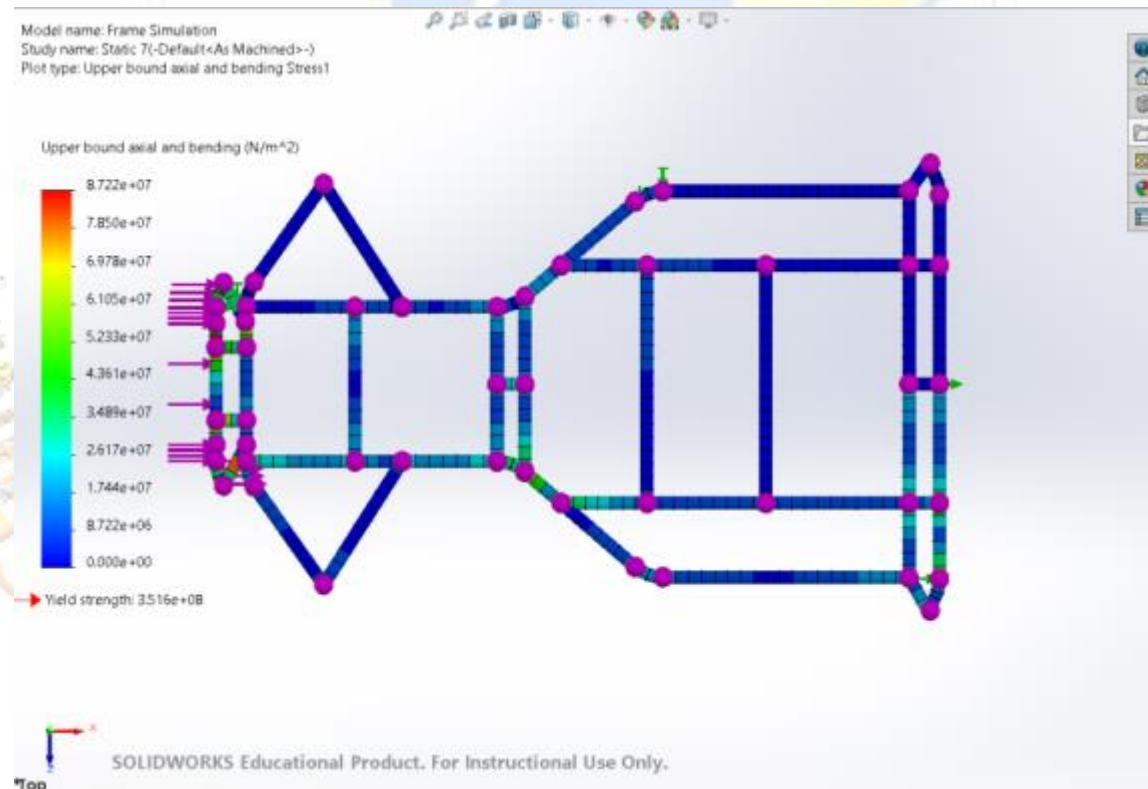 Model name: Frame Simulation
Study name: Static 7(-Default<As Machined>-)
Plot type: Upper bound axial and bending Stress1
Upper bound axial and bending (N/m^2)
8.722e+07
7.850e+07
6.978e+07
6.105e+07
5.233e+07
4.361e+07
3.489e+07
2.617e+07
1.744e+07
8.722e+06
0.000e+00
Yield strength: 3.516e+08
SOLIDWORKS Educational Product. For Instructional Use Only.
*Top